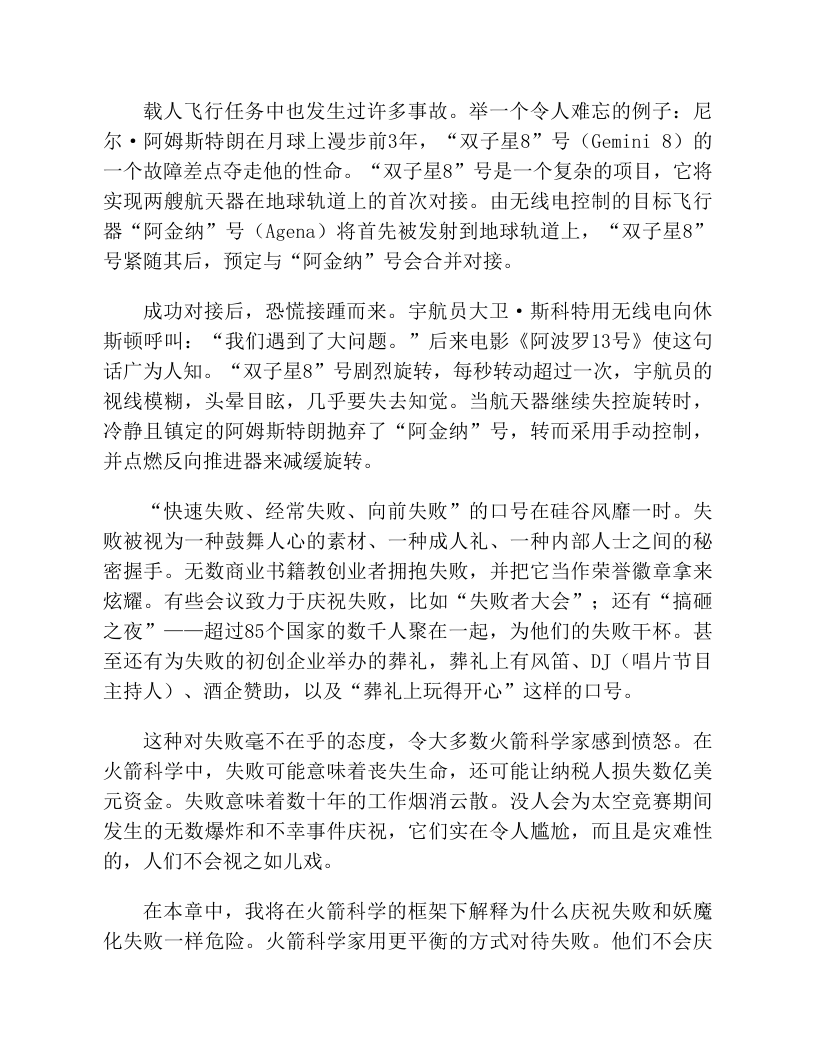 载人飞行任务中也发生过许多事故。举一个令人难忘的例子：尼
尔·阿姆斯特朗在月球上漫步前3年，“双子星8”号（Gemini 8）的
一个故障差点夺走他的性命。“双子星8”号是一个复杂的项目，它将
实现两艘航天器在地球轨道上的首次对接。由无线电控制的目标飞行
器“阿金纳”号（Agena）将首先被发射到地球轨道上，“双子星8”
号紧随其后，预定与“阿金纳”号会合并对接。
成功对接后，恐慌接踵而来。宇航员大卫·斯科特用无线电向休
斯顿呼叫：“我们遇到了大问题。”后来电影《阿波罗13号》使这句
话广为人知。“双子星8”号剧烈旋转，每秒转动超过一次，宇航员的
视线模糊，头晕目眩，几乎要失去知觉。当航天器继续失控旋转时，
冷静且镇定的阿姆斯特朗抛弃了“阿金纳”号，转而采用手动控制，
并点燃反向推进器来减缓旋转。
“快速失败、经常失败、向前失败”的口号在硅谷风靡一时。失
败被视为一种鼓舞人心的素材、一种成人礼、一种内部人士之间的秘
密握手。无数商业书籍教创业者拥抱失败，并把它当作荣誉徽章拿来
炫耀。有些会议致力于庆祝失败，比如“失败者大会”；还有“搞砸
之夜”——超过85个国家的数千人聚在一起，为他们的失败干杯。甚
至还有为失败的初创企业举办的葬礼，葬礼上有风笛、DJ（唱片节目
主持人）、酒企赞助，以及“葬礼上玩得开心”这样的口号。
这种对失败毫不在乎的态度，令大多数火箭科学家感到愤怒。在
火箭科学中，失败可能意味着丧失生命，还可能让纳税人损失数亿美
元资金。失败意味着数十年的工作烟消云散。没人会为太空竞赛期间
发生的无数爆炸和不幸事件庆祝，它们实在令人尴尬，而且是灾难性
的，人们不会视之如儿戏。
在本章中，我将在火箭科学的框架下解释为什么庆祝失败和妖魔
化失败一样危险。火箭科学家用更平衡的方式对待失败。他们不会庆